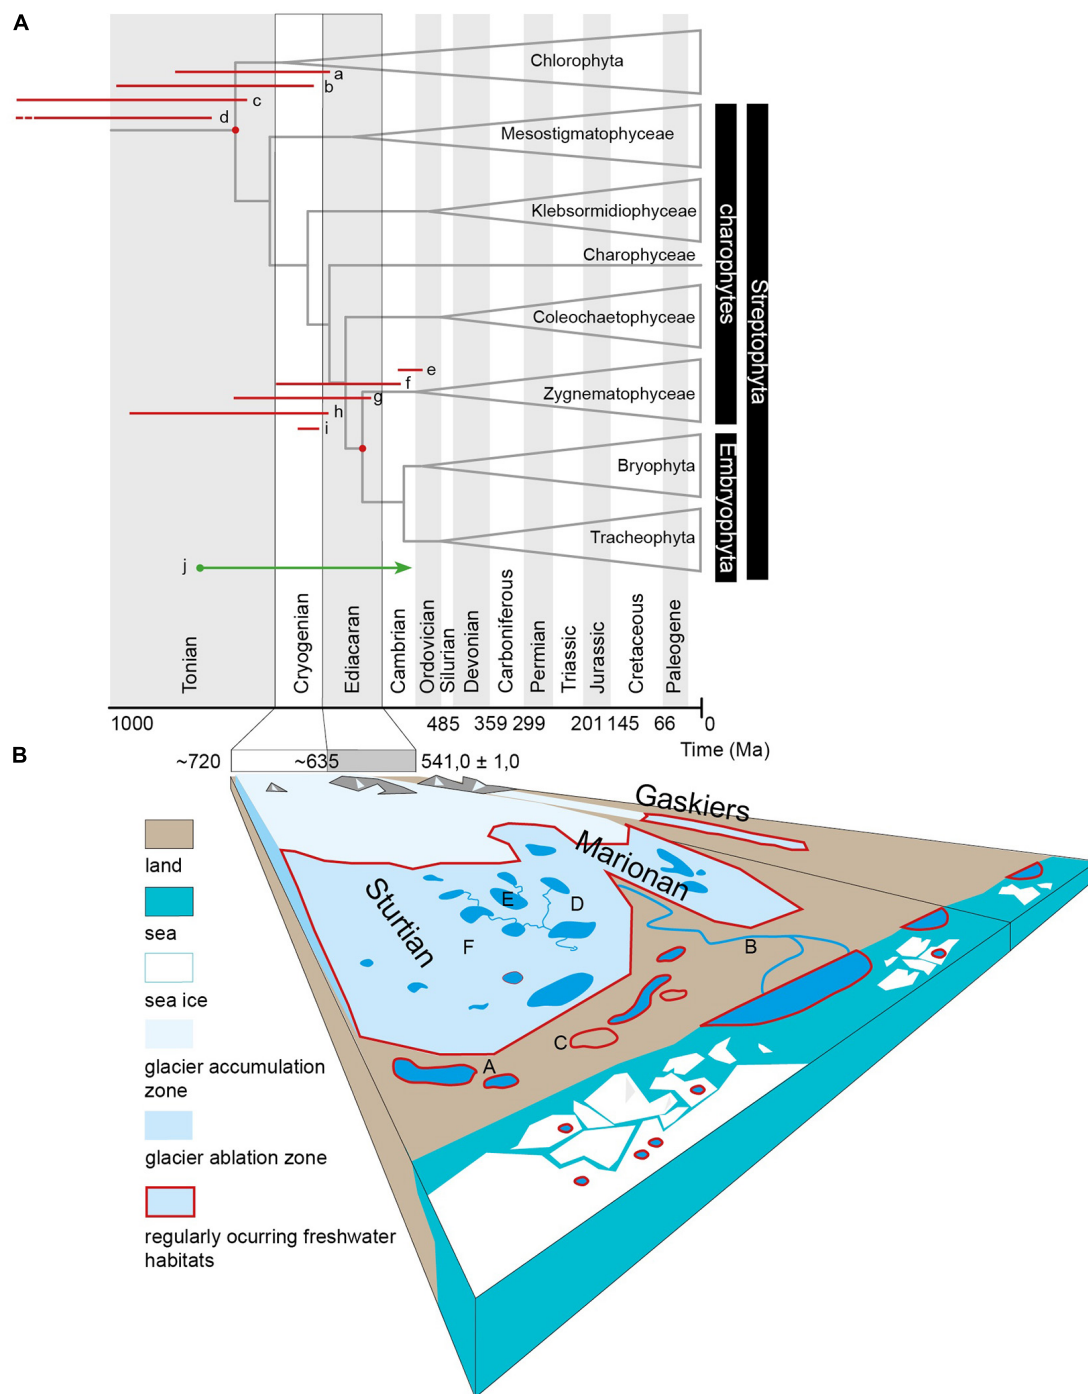 A
Chlorophyta
a
b
c
d
Mesostigmatophyceae
Klebsormidiophyceae
Charophyceae
Coleochaetophyceae
e
f
Zygnematophyceae
g
h
i
Bryophyta
Tracheophyta
j
charophytes
Embryophyta
Streptophyta
Tonian
Cryogenian
Ediacaran
Cambrian
Ordovician
Silurian
Devonian
Carboniferous
Permian
Triassic
Jurassic
Cretaceous
Paleogene
1000
485
359
299
201
145
66
0
Time (Ma)
B
~720
~635
541,0 ± 1,0
Gaskiers
Marionan
Sturtian
E
D
F
B
C
A
land
sea
sea ice
glacier accumulation
zone
glacier ablation zone
regularly ocurring freshwater
habitats